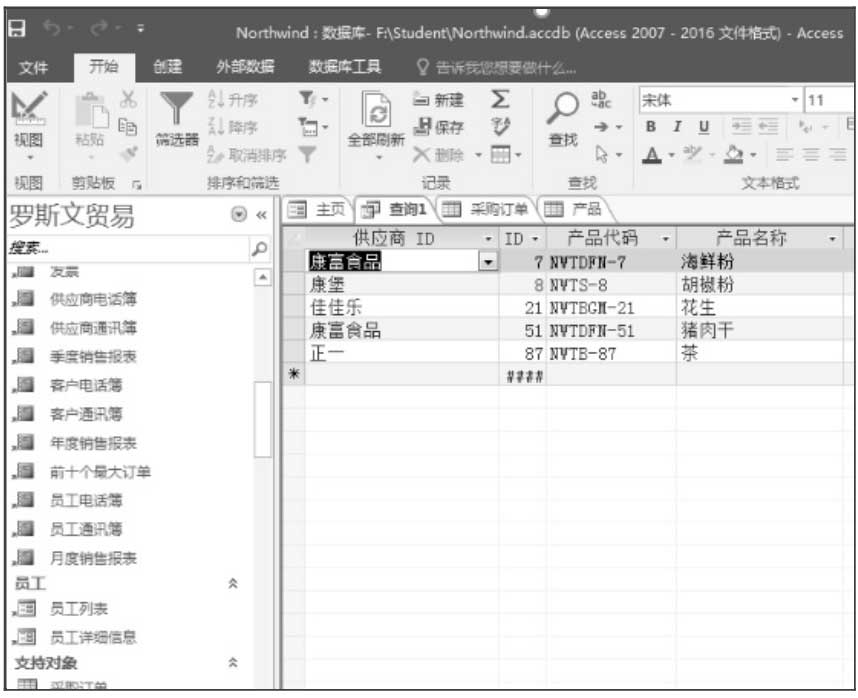 Northwind : 数据库- F:\Student\Northwind.accdb (Access 2007 - 2016 文件格式) - Access
文件 开始 创建 外部数据 数据库工具 告诉我您想要做什么...
视图
粘贴
筛选器
升序
降序
取消排序
全部刷新
新建
保存
删除
查找
宋体 11
B I U
A
视图 剪贴板 排序和筛选 记录 查找 文本格式
罗斯文贸易
搜索...
发票
供应商电话簿
供应商通讯簿
季度销售报表
客户电话簿
客户通讯簿
年度销售报表
前十个最大订单
员工电话簿
员工通讯簿
月度销售报表
员工
员工列表
员工详细信息
支持对象
采购订单
主页 查询1 采购订单 产品
供应商 ID ID 产品代码 产品名称
康富食品 7 NWTDFN-7 海鲜粉
康堡 8 NWTS-8 胡椒粉
佳佳乐 21 NWTBGM-21 花生
康富食品 51 NWTDFN-51 猪肉干
正一 87 NWTB-87 茶
* ####